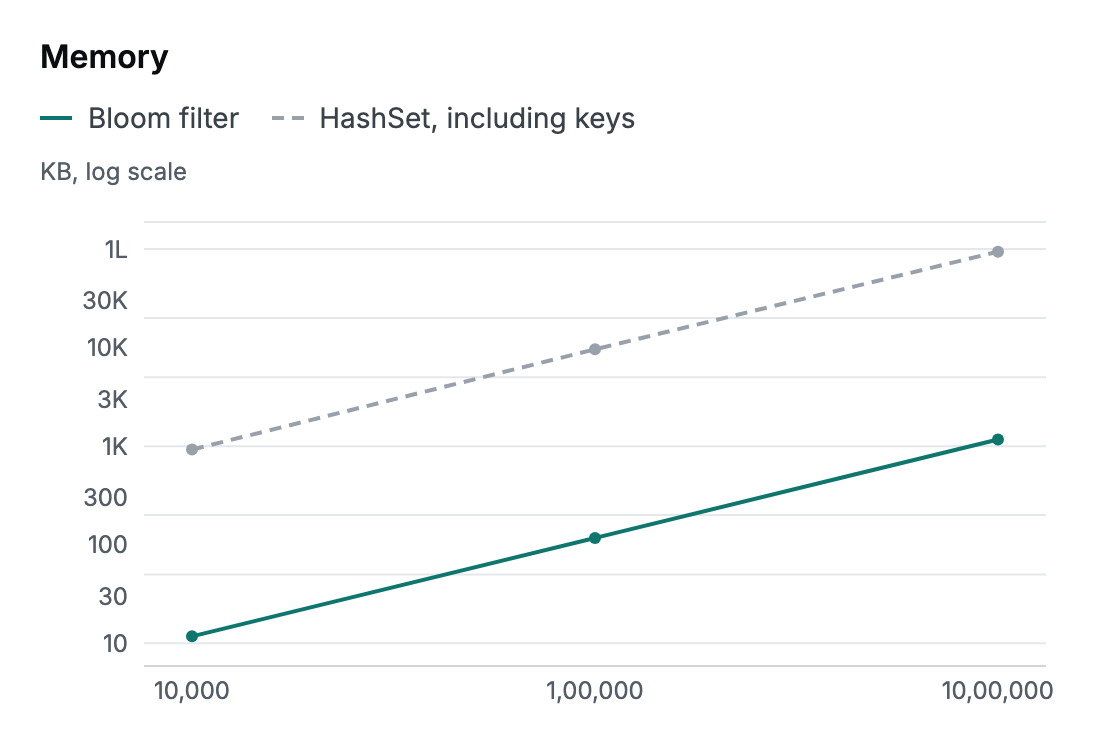 Memory
Bloom filter HashSet, including keys
KB, log scale
1L
30K
10K
3K
1K
300
100
30
10
10,000 1,00,000 10,00,000